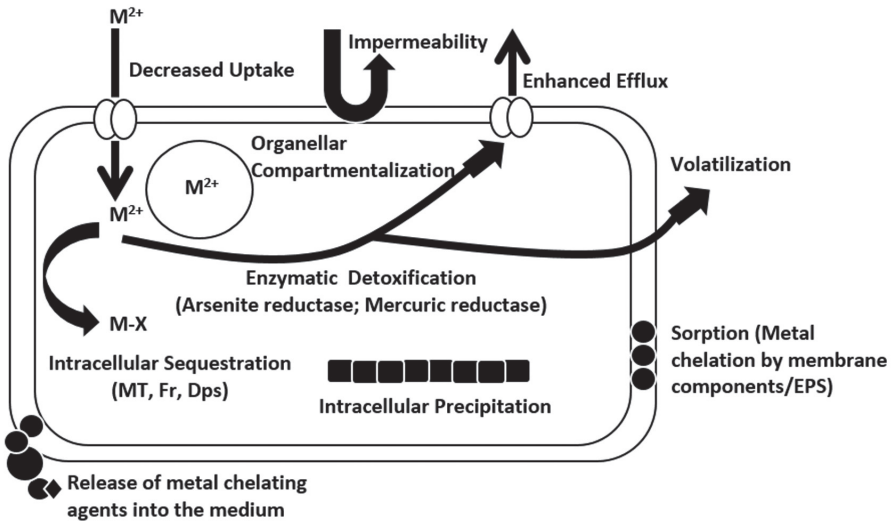 M2+
Impermeability
Decreased Uptake
Enhanced Efflux
Organellar
Compartmentalization
Volatilization
M2+
M2+
Enzymatic Detoxification
(Arsenite reductase; Mercuric reductase)
M-X
Sorption (Metal
chelation by membrane
components/EPS)
Intracellular Sequestration
(MT, Fr, Dps)
Intracellular Precipitation
Release of metal chelating
agents into the medium